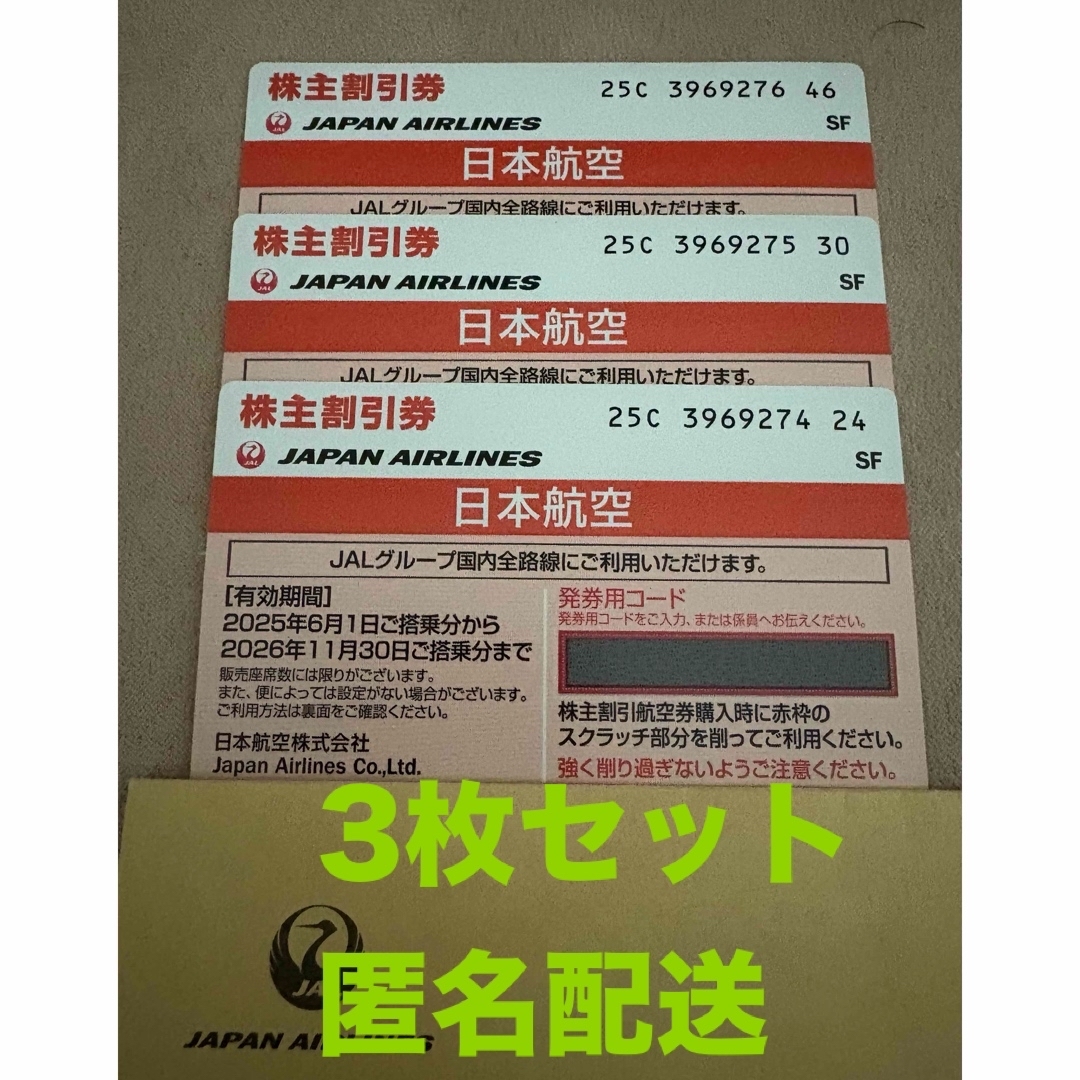 株主割引券 25C 3969276 46
JAL JAPAN AIRLINES SF
日本航空
JALグループ国内全路線にご利用いただけます。
株主割引券 25C 3969275 30
JAL JAPAN AIRLINES SF
日本航空
JALグループ国内全路線にご利用いただけます。
株主割引券 25C 3969274 24
JAL JAPAN AIRLINES SF
日本航空
JALグループ国内全路線にご利用いただけます。
[有効期間]
2025年6月1日ご搭乗分から
2026年11月30日ご搭乗分まで
販売座席数には限りがございます。
また、便によっては設定がない場合がございます。
ご利用方法は裏面をご確認ください。
日本航空株式会社
Japan Airlines Co.,Ltd.
発券用コード
発券用コードをご入力、または係員へお伝えください。
株主割引航空券購入時に赤枠の
スクラッチ部分を削ってご利用ください。
強く削り過ぎないようご注意ください。
3枚セット
匿名配送
JAL
JAPAN AIRLINES